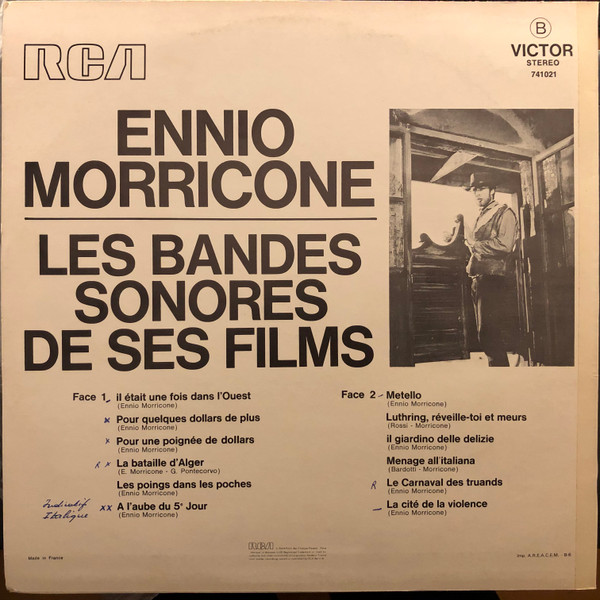 RCA
B
VICTOR
STEREO
741021
ENNIO
MORRICONE
LES BANDES
SONORES
DE SES FILMS
Face 1
il était une fois dans l'Ouest
(Ennio Morricone)
x Pour quelques dollars de plus
(Ennio Morricone)
x Pour une poignée de dollars
(Ennio Morricone)
R x La bataille d'Alger
(E. Morricone - G. Pontecorvo)
Les poings dans les poches
(Ennio Morricone)
xx A l'aube du 5e Jour
(Ennio Morricone)
Face 2
Metello
(Ennio Morricone)
Luthring, réveille-toi et meurs
(Rossi - Morricone)
il giardino delle delizie
(Ennio Morricone)
Menage all'italiana
(Bardotti - Morricone)
R Le Carnaval des truands
(Ennio Morricone)
La cité de la violence
(Ennio Morricone)
Made in France
RCA
Imp. A.R.E.A.C.E.M.